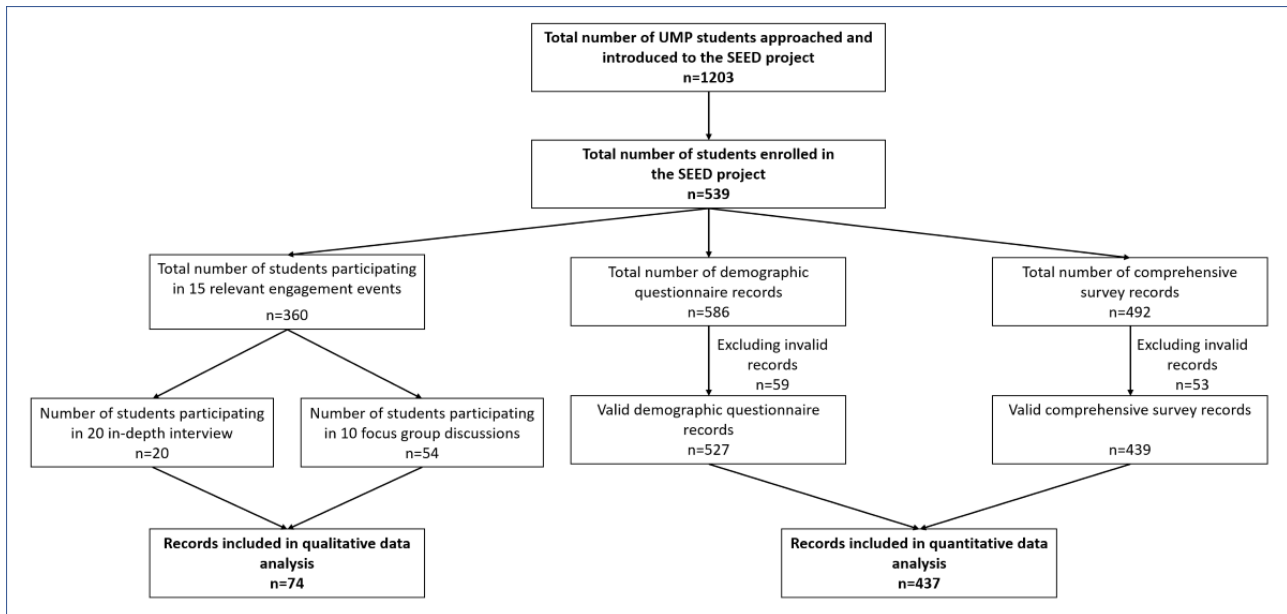 Total number of UMP students approached and
introduced to the SEED project
n=1203
Total number of students enrolled in
the SEED project
n=539
Total number of students participating
in 15 relevant engagement events
n=360
Total number of demographic
questionnaire records
n=586
Total number of comprehensive
survey records
n=492
Excluding invalid
records
n=59
Excluding invalid
records
n=53
Number of students participating
in 20 in-depth interview
n=20
Number of students participating
in 10 focus group discussions
n=54
Valid demographic questionnaire
records
n=527
Valid comprehensive survey records
n=439
Records included in qualitative data
analysis
n=74
Records included in quantitative data
analysis
n=437